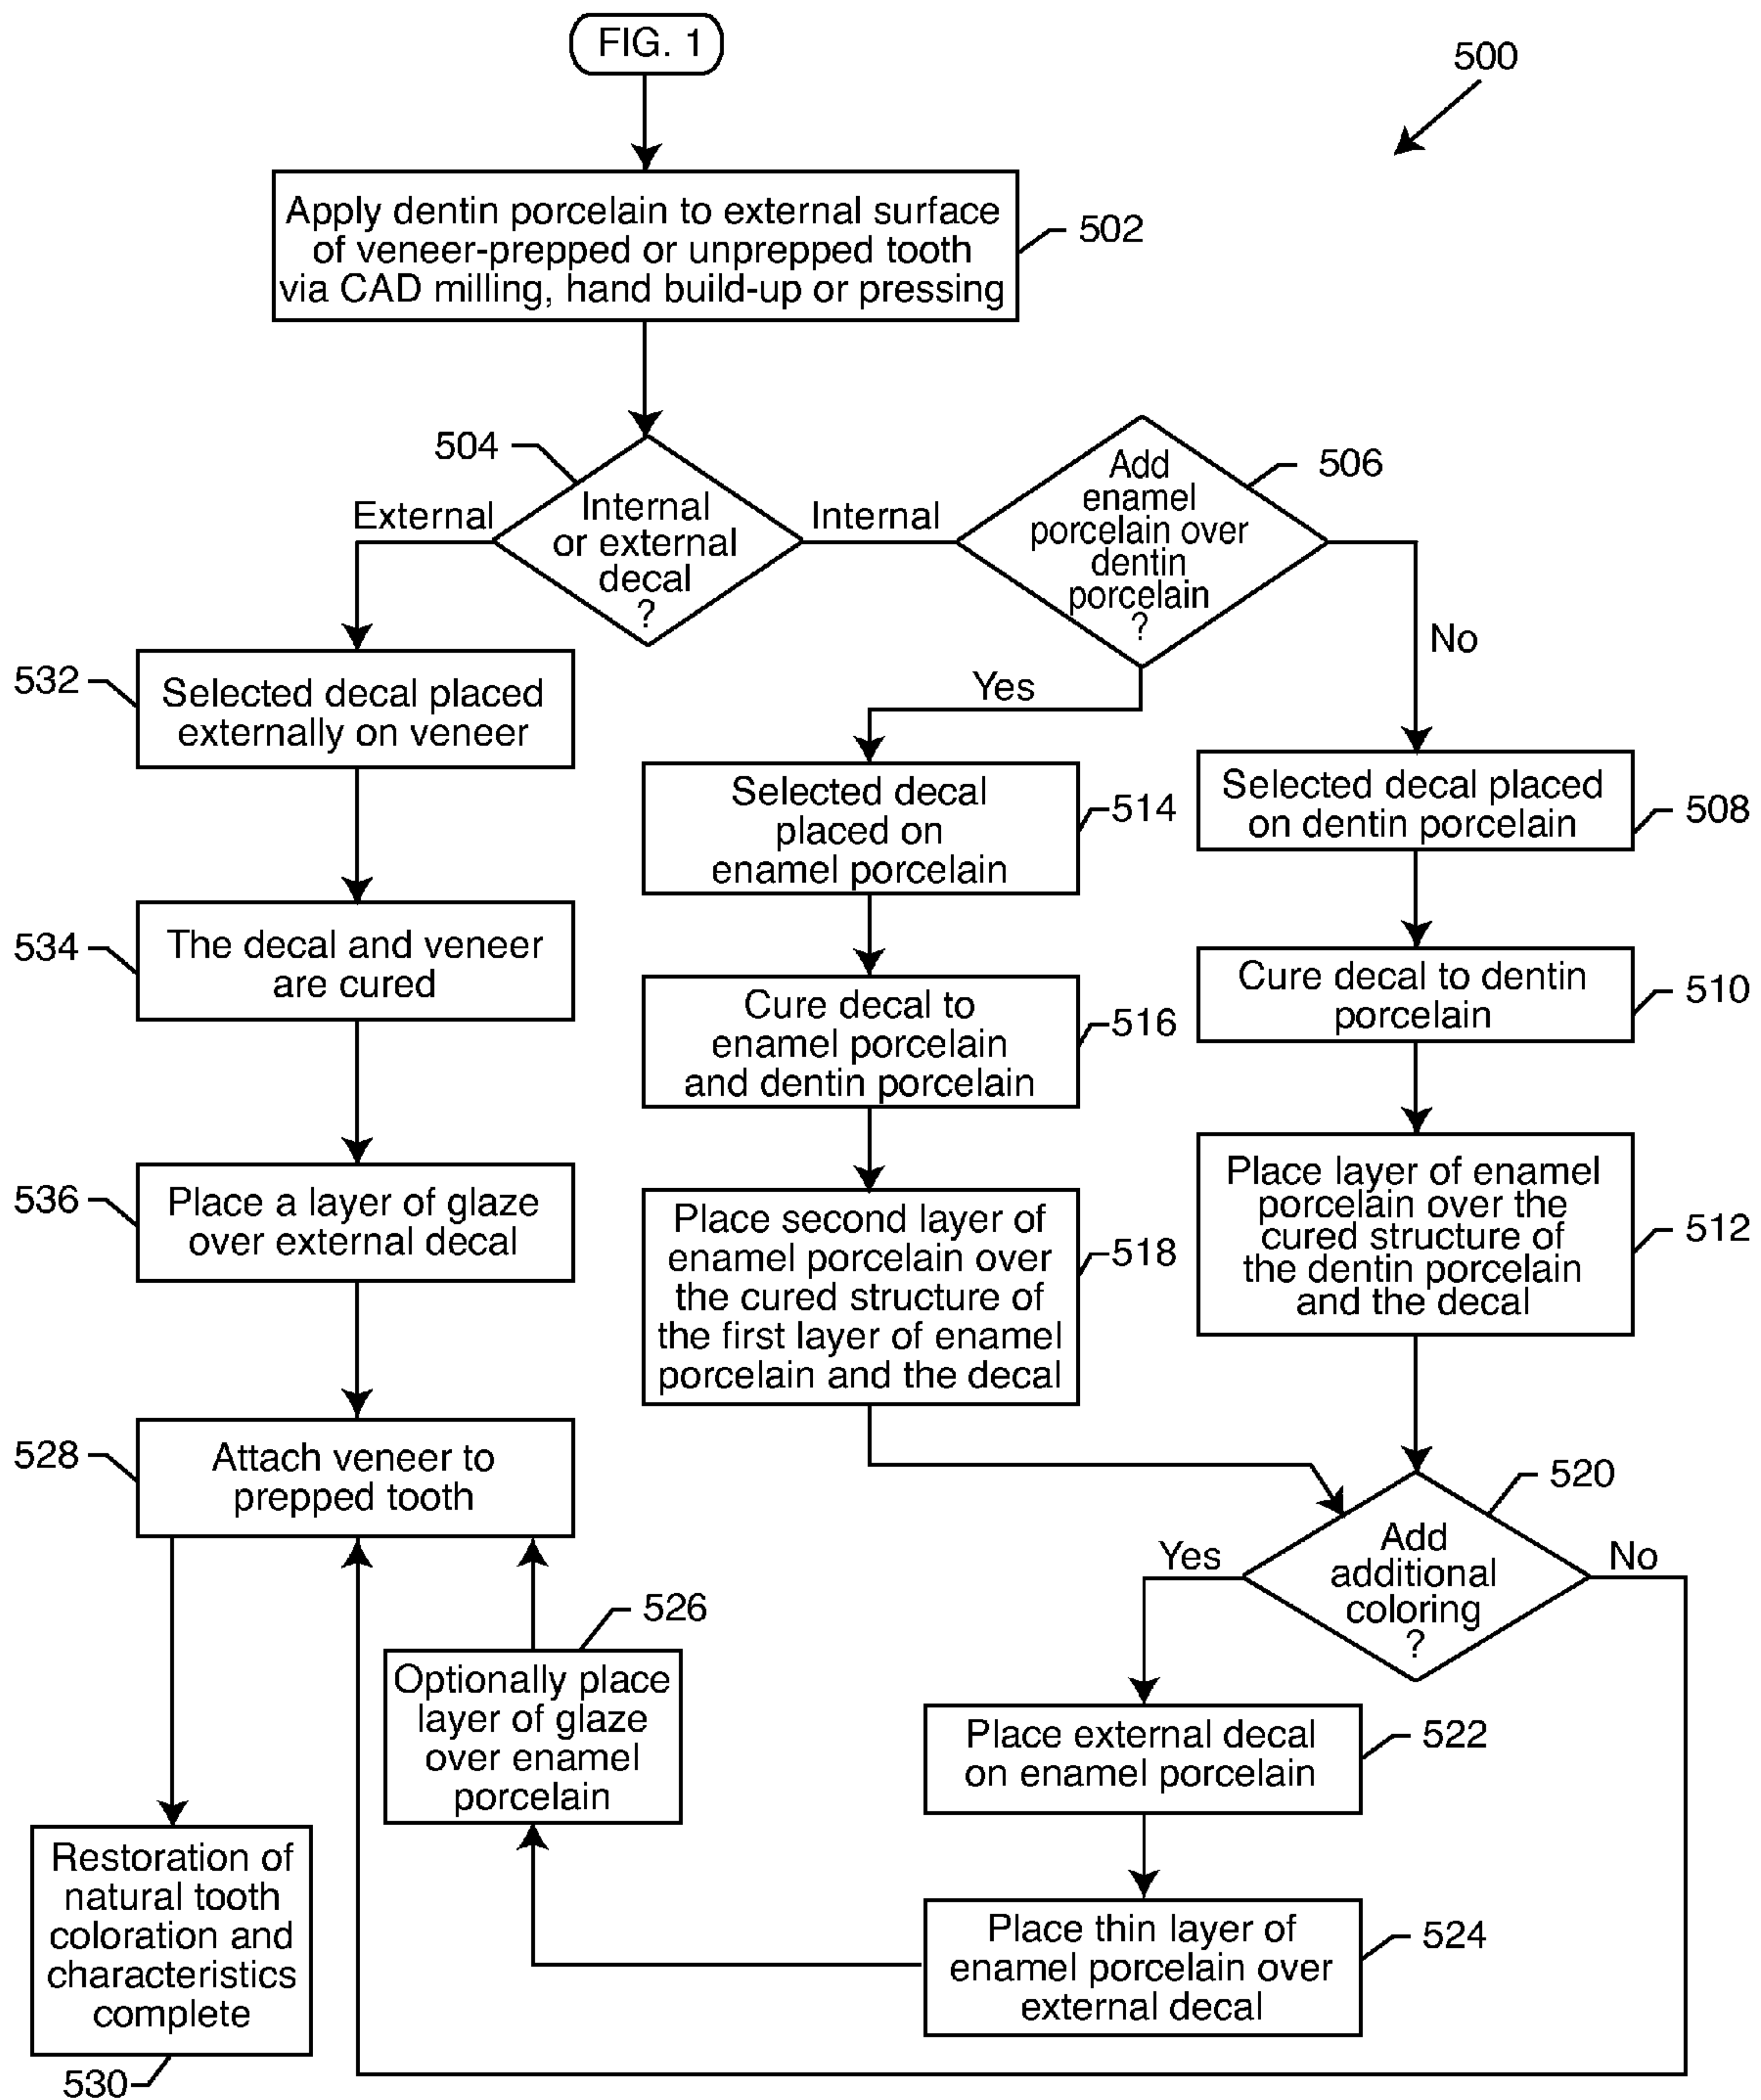 FIG. 1
500
Apply dentin porcelain to external surface
of veneer-prepped or unprepped tooth
via CAD milling, hand build-up or pressing
502
504
Internal
or external
decal
?
External
Internal
Add
enamel
porcelain over
dentin
porcelain
?
506
Yes
No
532
Selected decal placed
externally on veneer
534
The decal and veneer
are cured
536
Place a layer of glaze
over external decal
528
Attach veneer to
prepped tooth
Selected decal
placed on
enamel porcelain
514
Cure decal to
enamel porcelain
and dentin porcelain
516
Place second layer of
enamel porcelain over
the cured structure of
the first layer of enamel
porcelain and the decal
518
Selected decal placed
on dentin porcelain
508
Cure decal to dentin
porcelain
510
Place layer of enamel
porcelain over the
cured structure of
the dentin porcelain
and the decal
512
520
Add
additional
coloring
?
Yes
No
Place external decal
on enamel porcelain
522
Place thin layer of
enamel porcelain over
external decal
524
526
Optionally place
layer of glaze
over enamel
porcelain
Restoration of
natural tooth
coloration and
characteristics
complete
530